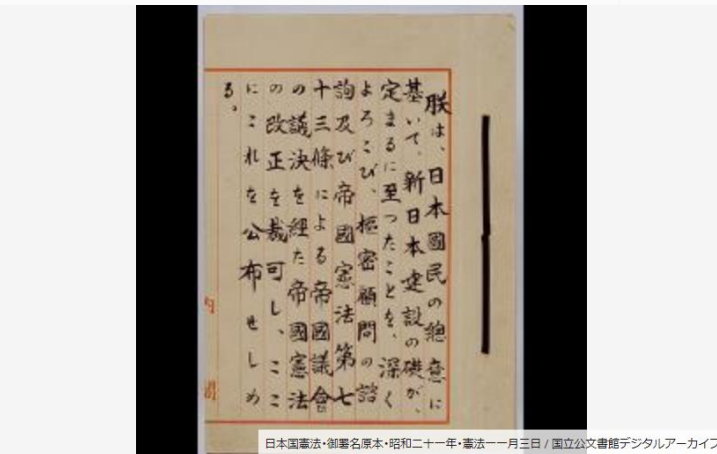 朕は、日本國民の總意に
基いて、新日本建設の礎が、
定まるに至つたことを、深く
よろこび、樞密顧問の諮
詢及び帝國憲法第七
十三條による帝國議會
の議決を經た帝國憲法
の改正を裁可し、ここ
にこれを公布せしめ
る。
内閣
日本国憲法・御署名原本・昭和二十一年・憲法一一月三日 / 国立公文書館デジタルアーカイブ